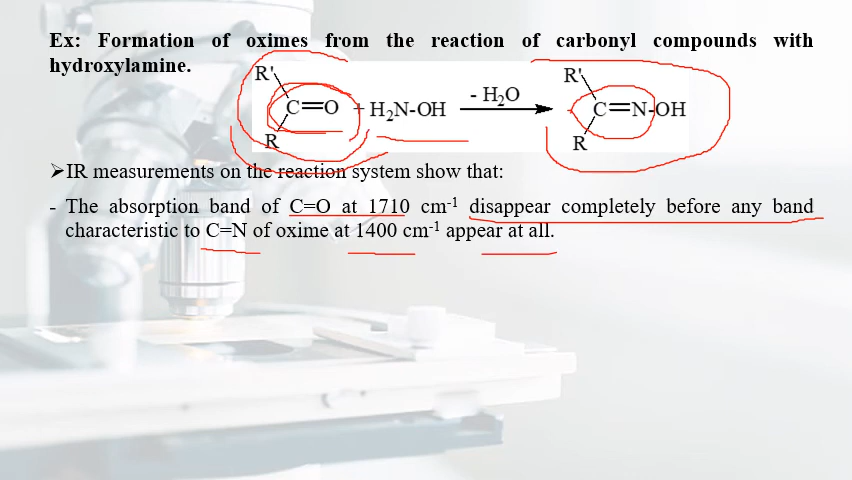 Ex: Formation of oximes from the reaction of carbonyl compounds with
hydroxylamine.
R' C=O R + H₂N-OH - H₂O R' C=N-OH R
➢IR measurements on the reaction system show that:
- The absorption band of C=O at 1710 cm⁻¹ disappear completely before any band
characteristic to C=N of oxime at 1400 cm⁻¹ appear at all.